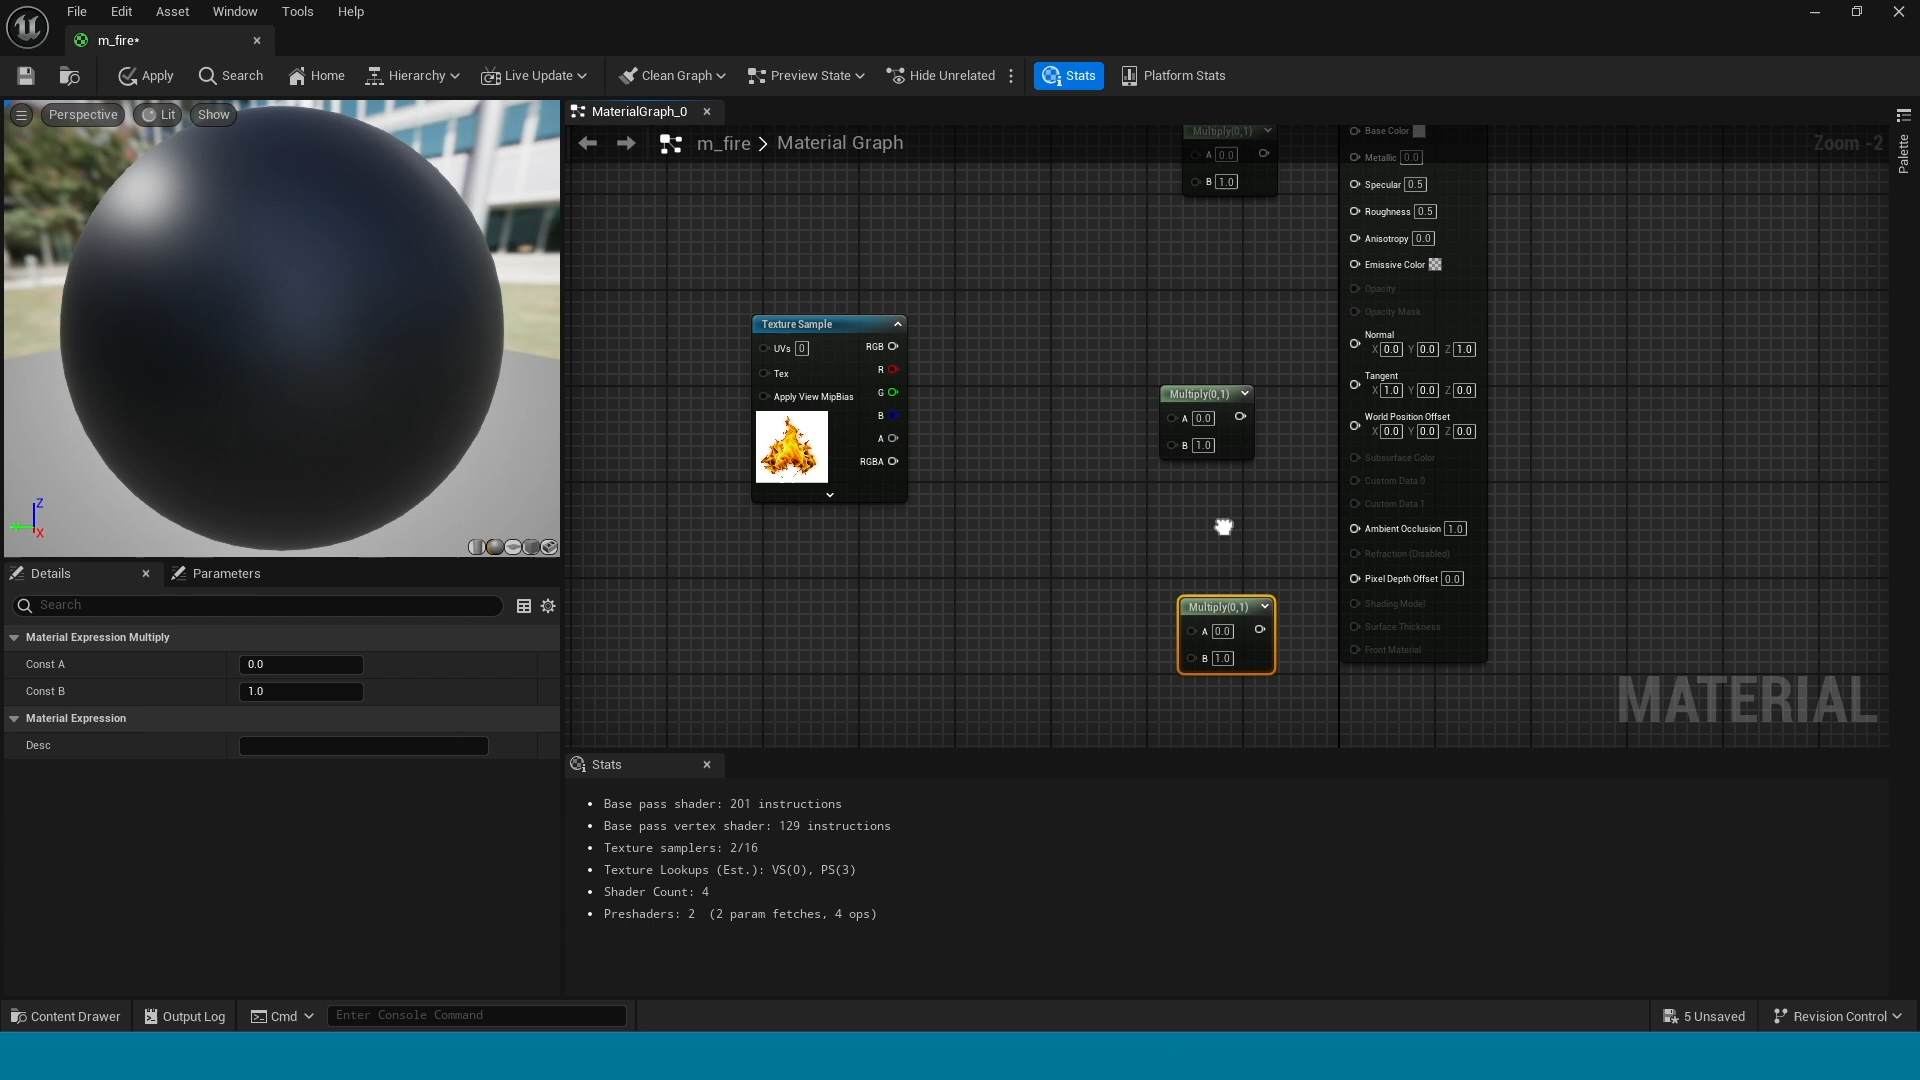 File Edit Asset Window Tools Help
m_fire*
Apply Search Home Hierarchy Live Update Clean Graph Preview State Hide Unrelated Stats Platform Stats
Perspective Lit Show
Z
X
MaterialGraph_0
m_fire > Material Graph
Zoom -2
Palette
Multiply(0,1)
A 0.0
B 1.0
Texture Sample
UVs 0 RGB
R
Tex
G
Apply View MipBias
B
A
RGBA
Multiply(0,1)
A 0.0
B 1.0
Multiply(0,1)
A 0.0
B 1.0
Base Color
Metallic 0.0
Specular 0.5
Roughness 0.5
Anisotropy 0.0
Emissive Color
Opacity
Opacity Mask
Normal
X 0.0 Y 0.0 Z 1.0
Tangent
X 1.0 Y 0.0 Z 0.0
World Position Offset
X 0.0 Y 0.0 Z 0.0
Subsurface Color
Custom Data 0
Custom Data 1
Ambient Occlusion 1.0
Refraction (Disabled)
Pixel Depth Offset 0.0
Shading Model
Surface Thickness
Front Material
MATERIAL
Details Parameters
Search
Material Expression Multiply
Const A 0.0
Const B 1.0
Material Expression
Desc
Stats
• Base pass shader: 201 instructions
• Base pass vertex shader: 129 instructions
• Texture samplers: 2/16
• Texture Lookups (Est.): VS(0), PS(3)
• Shader Count: 4
• Preshaders: 2 (2 param fetches, 4 ops)
Content Drawer Output Log Cmd Enter Console Command 5 Unsaved Revision Control